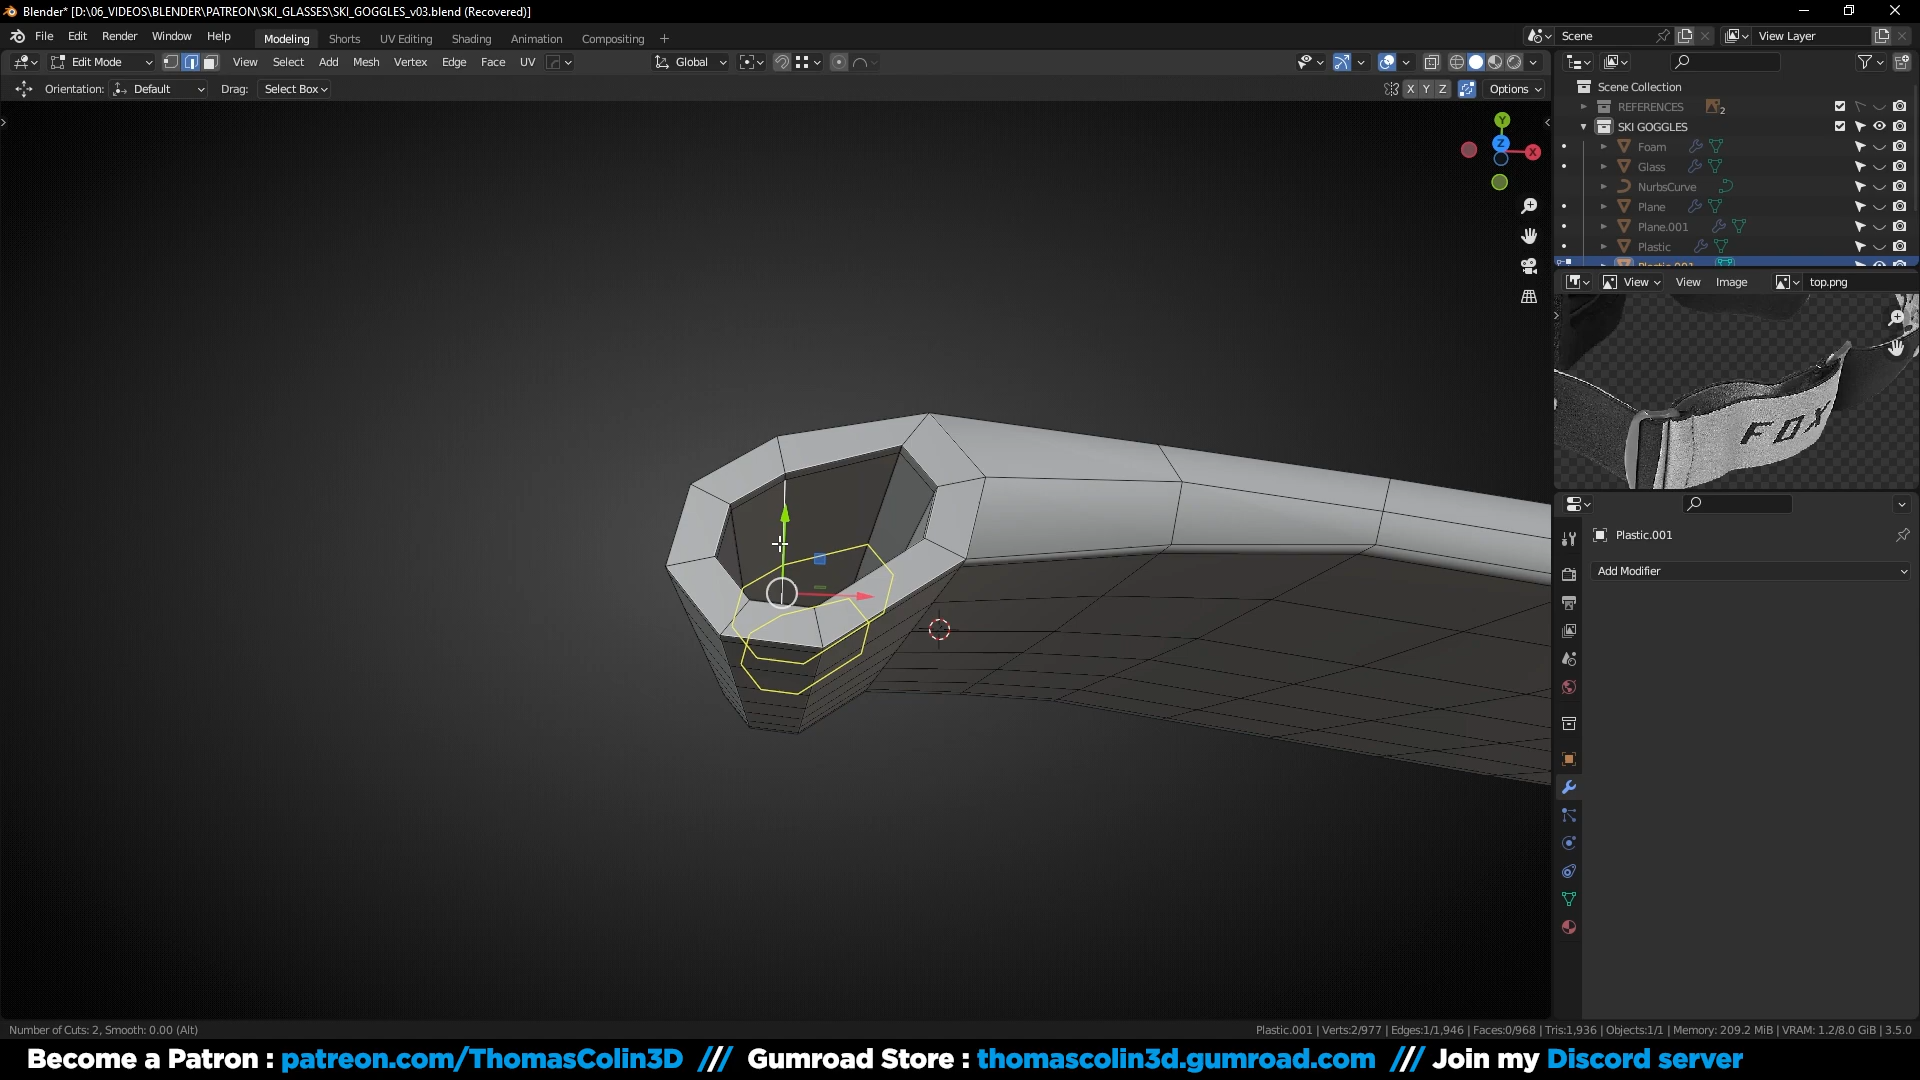 Blender* [D:\06_VIDEOS\BLENDER\PATREON\SKI_GLASSES\SKI_GOGGLES_v03.blend (Recovered)]
File Edit Render Window Help
Modeling Shorts UV Editing Shading Animation Compositing +
Scene
View Layer
Edit Mode
View Select Add Mesh Vertex Edge Face UV
Global
Orientation: Default Drag: Select Box
X Y Z Options
Scene Collection
REFERENCES 2
SKI GOGGLES
Foam
Glass
NurbsCurve
Plane
Plane.001
Plastic
Plastic.001
Y
Z
X
View View Image top.png
FOX
Plastic.001
Add Modifier
Number of Cuts: 2, Smooth: 0.00 (Alt)
Plastic.001 | Verts:2/977 | Edges:1/1,946 | Faces:0/968 | Tris:1,936 | Objects:1/1 | Memory: 209.2 MiB | VRAM: 1.2/8.0 GiB | 3.5.0
Become a Patron : patreon.com/ThomasColin3D /// Gumroad Store : thomascolin3d.gumroad.com /// Join my Discord server